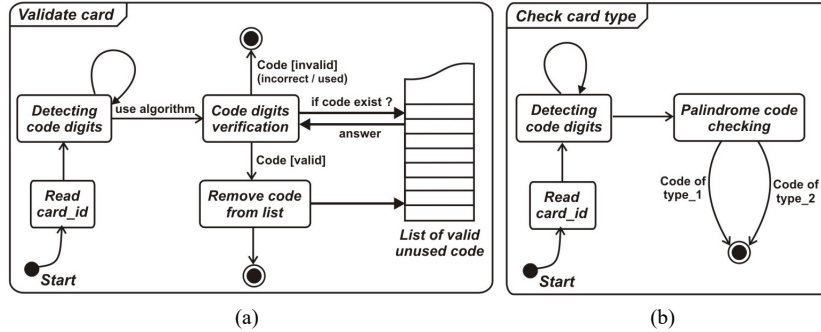 Validate card
Code [invalid]
(incorrect / used)
Detecting
code digits
use algorithm
Code digits
verification
if code exist ?
answer
Code [valid]
Read
card_id
Remove code
from list
List of valid
unused code
Start
(a)
Check card type
Detecting
code digits
Palindrome code
checking
Read
card_id
Code of
type_1
Code of
type_2
Start
(b)